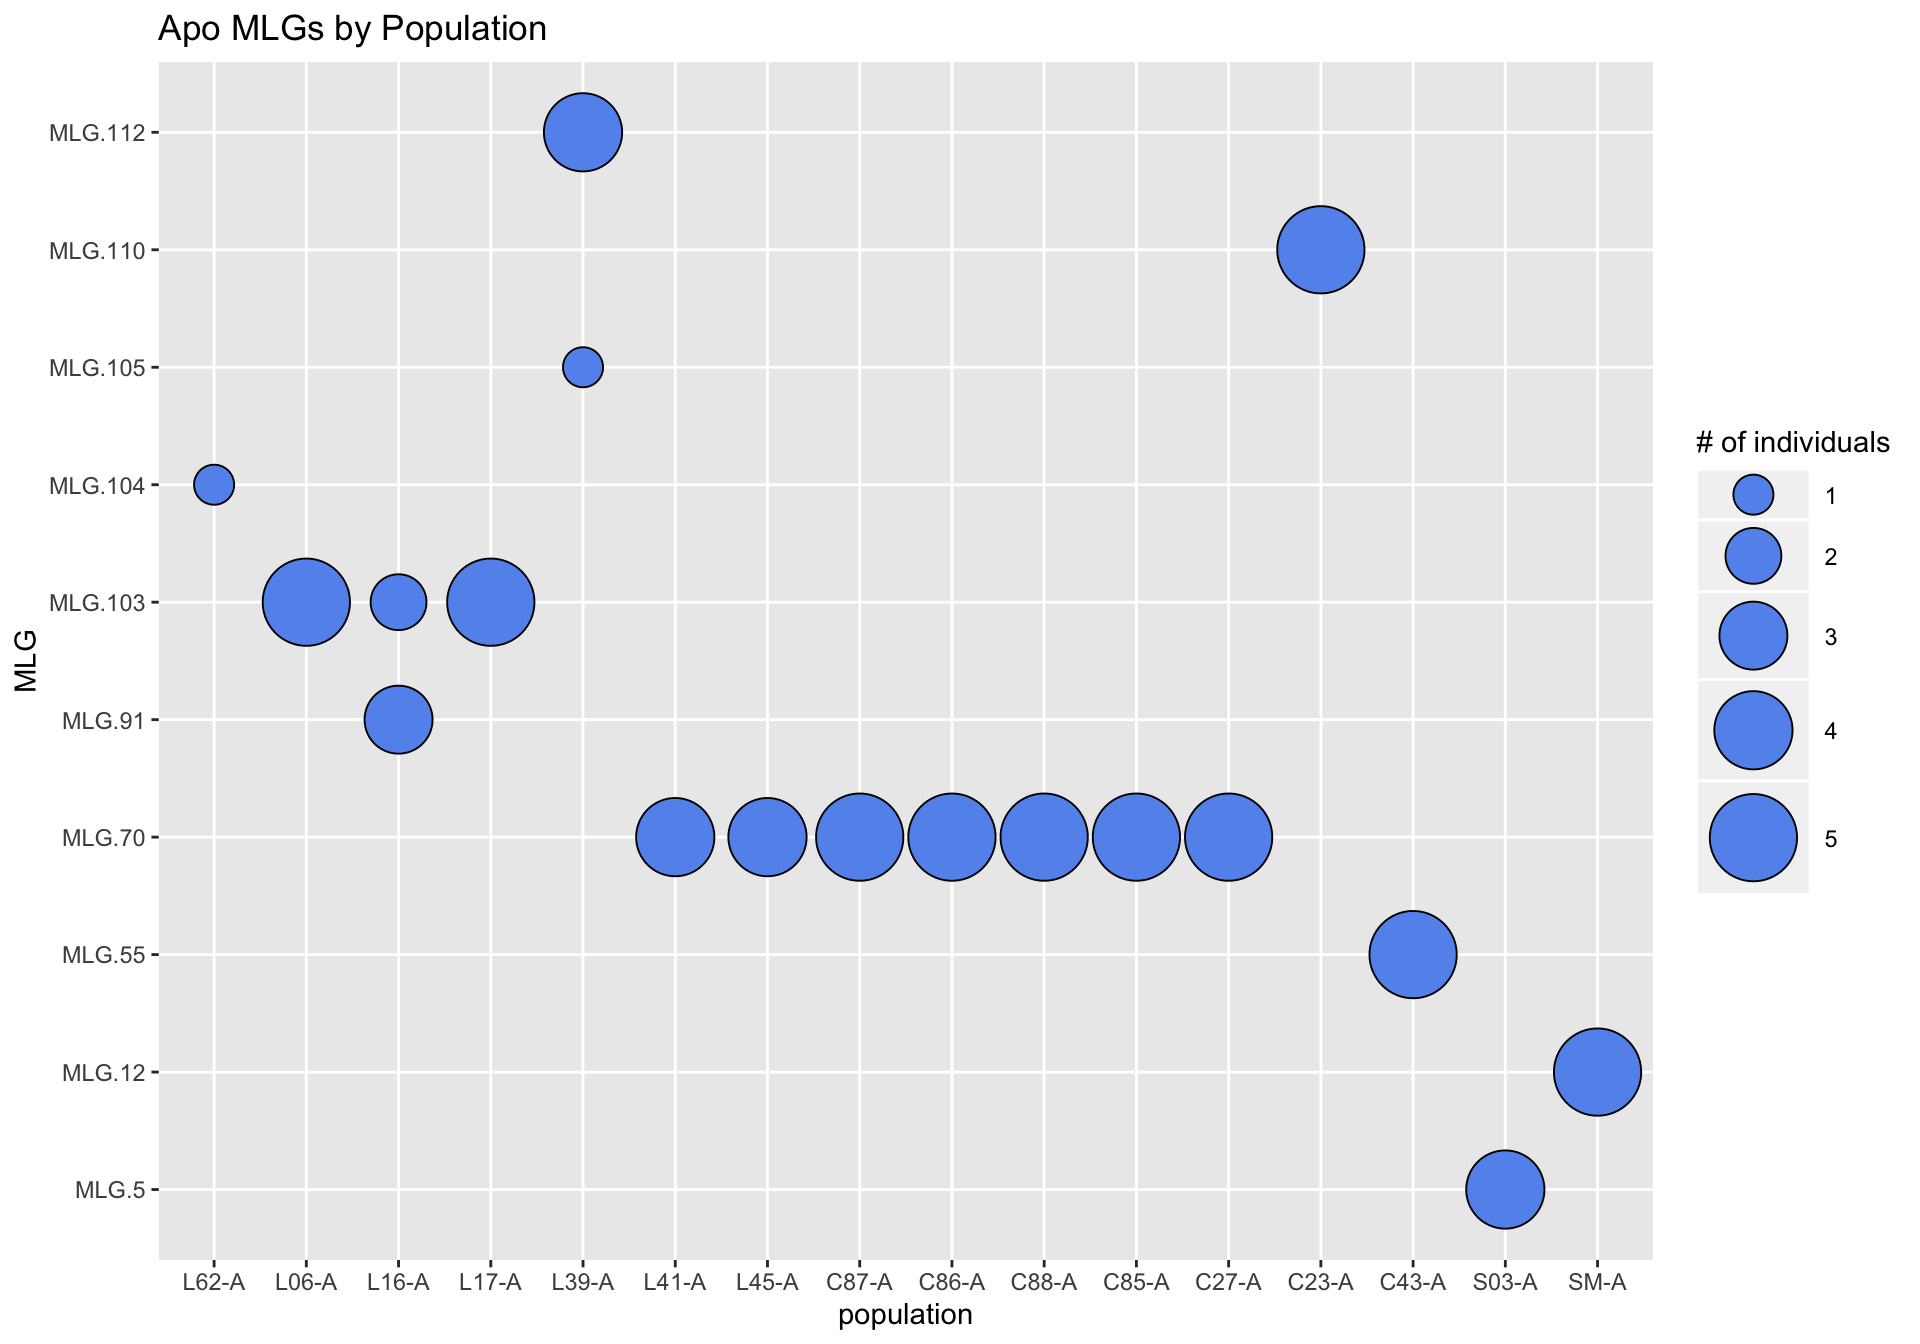 Apo MLGs by Population
MLG.112
MLG.110
MLG.105
MLG.104
MLG.103
MLG.91
MLG.70
MLG.55
MLG.12
MLG.5
MLG
L62-A L06-A L16-A L17-A L39-A L41-A L45-A C87-A C86-A C88-A C85-A C27-A C23-A C43-A S03-A SM-A
population
# of individuals
1
2
3
4
5